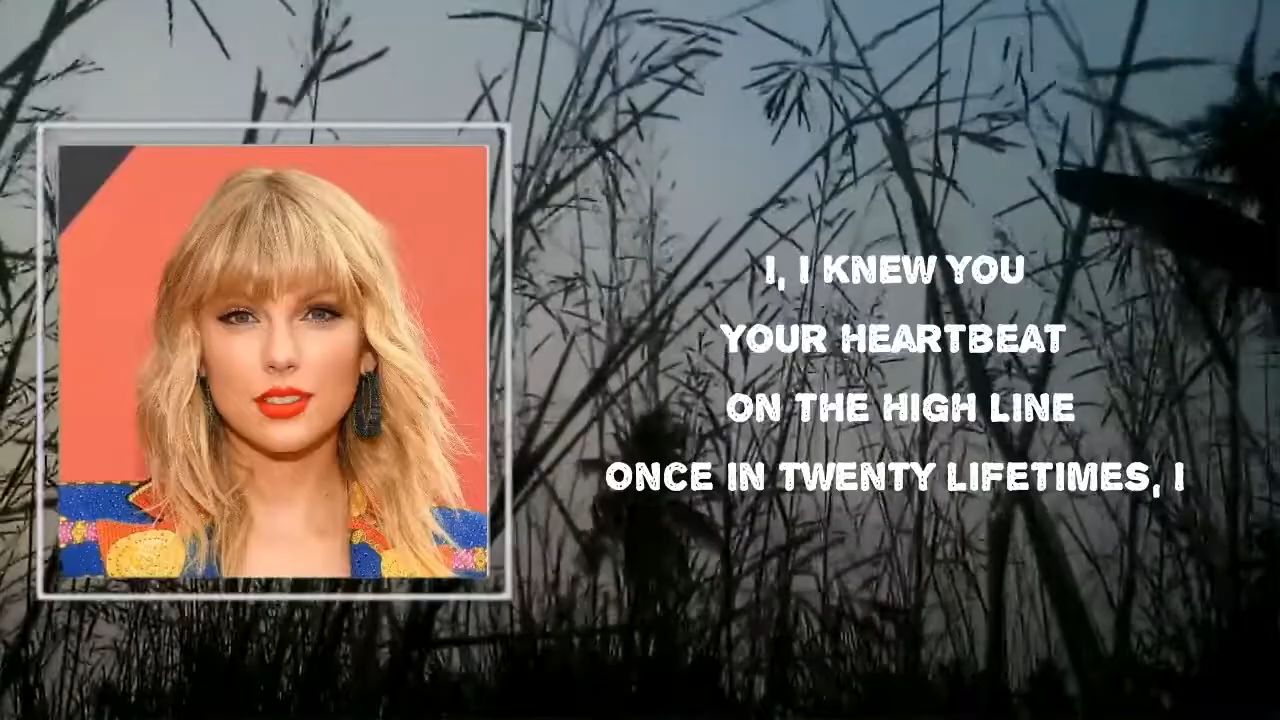 I, I KNEW YOU
YOUR HEARTBEAT
ON THE HIGH LINE
ONCE IN TWENTY LIFETIMES, I